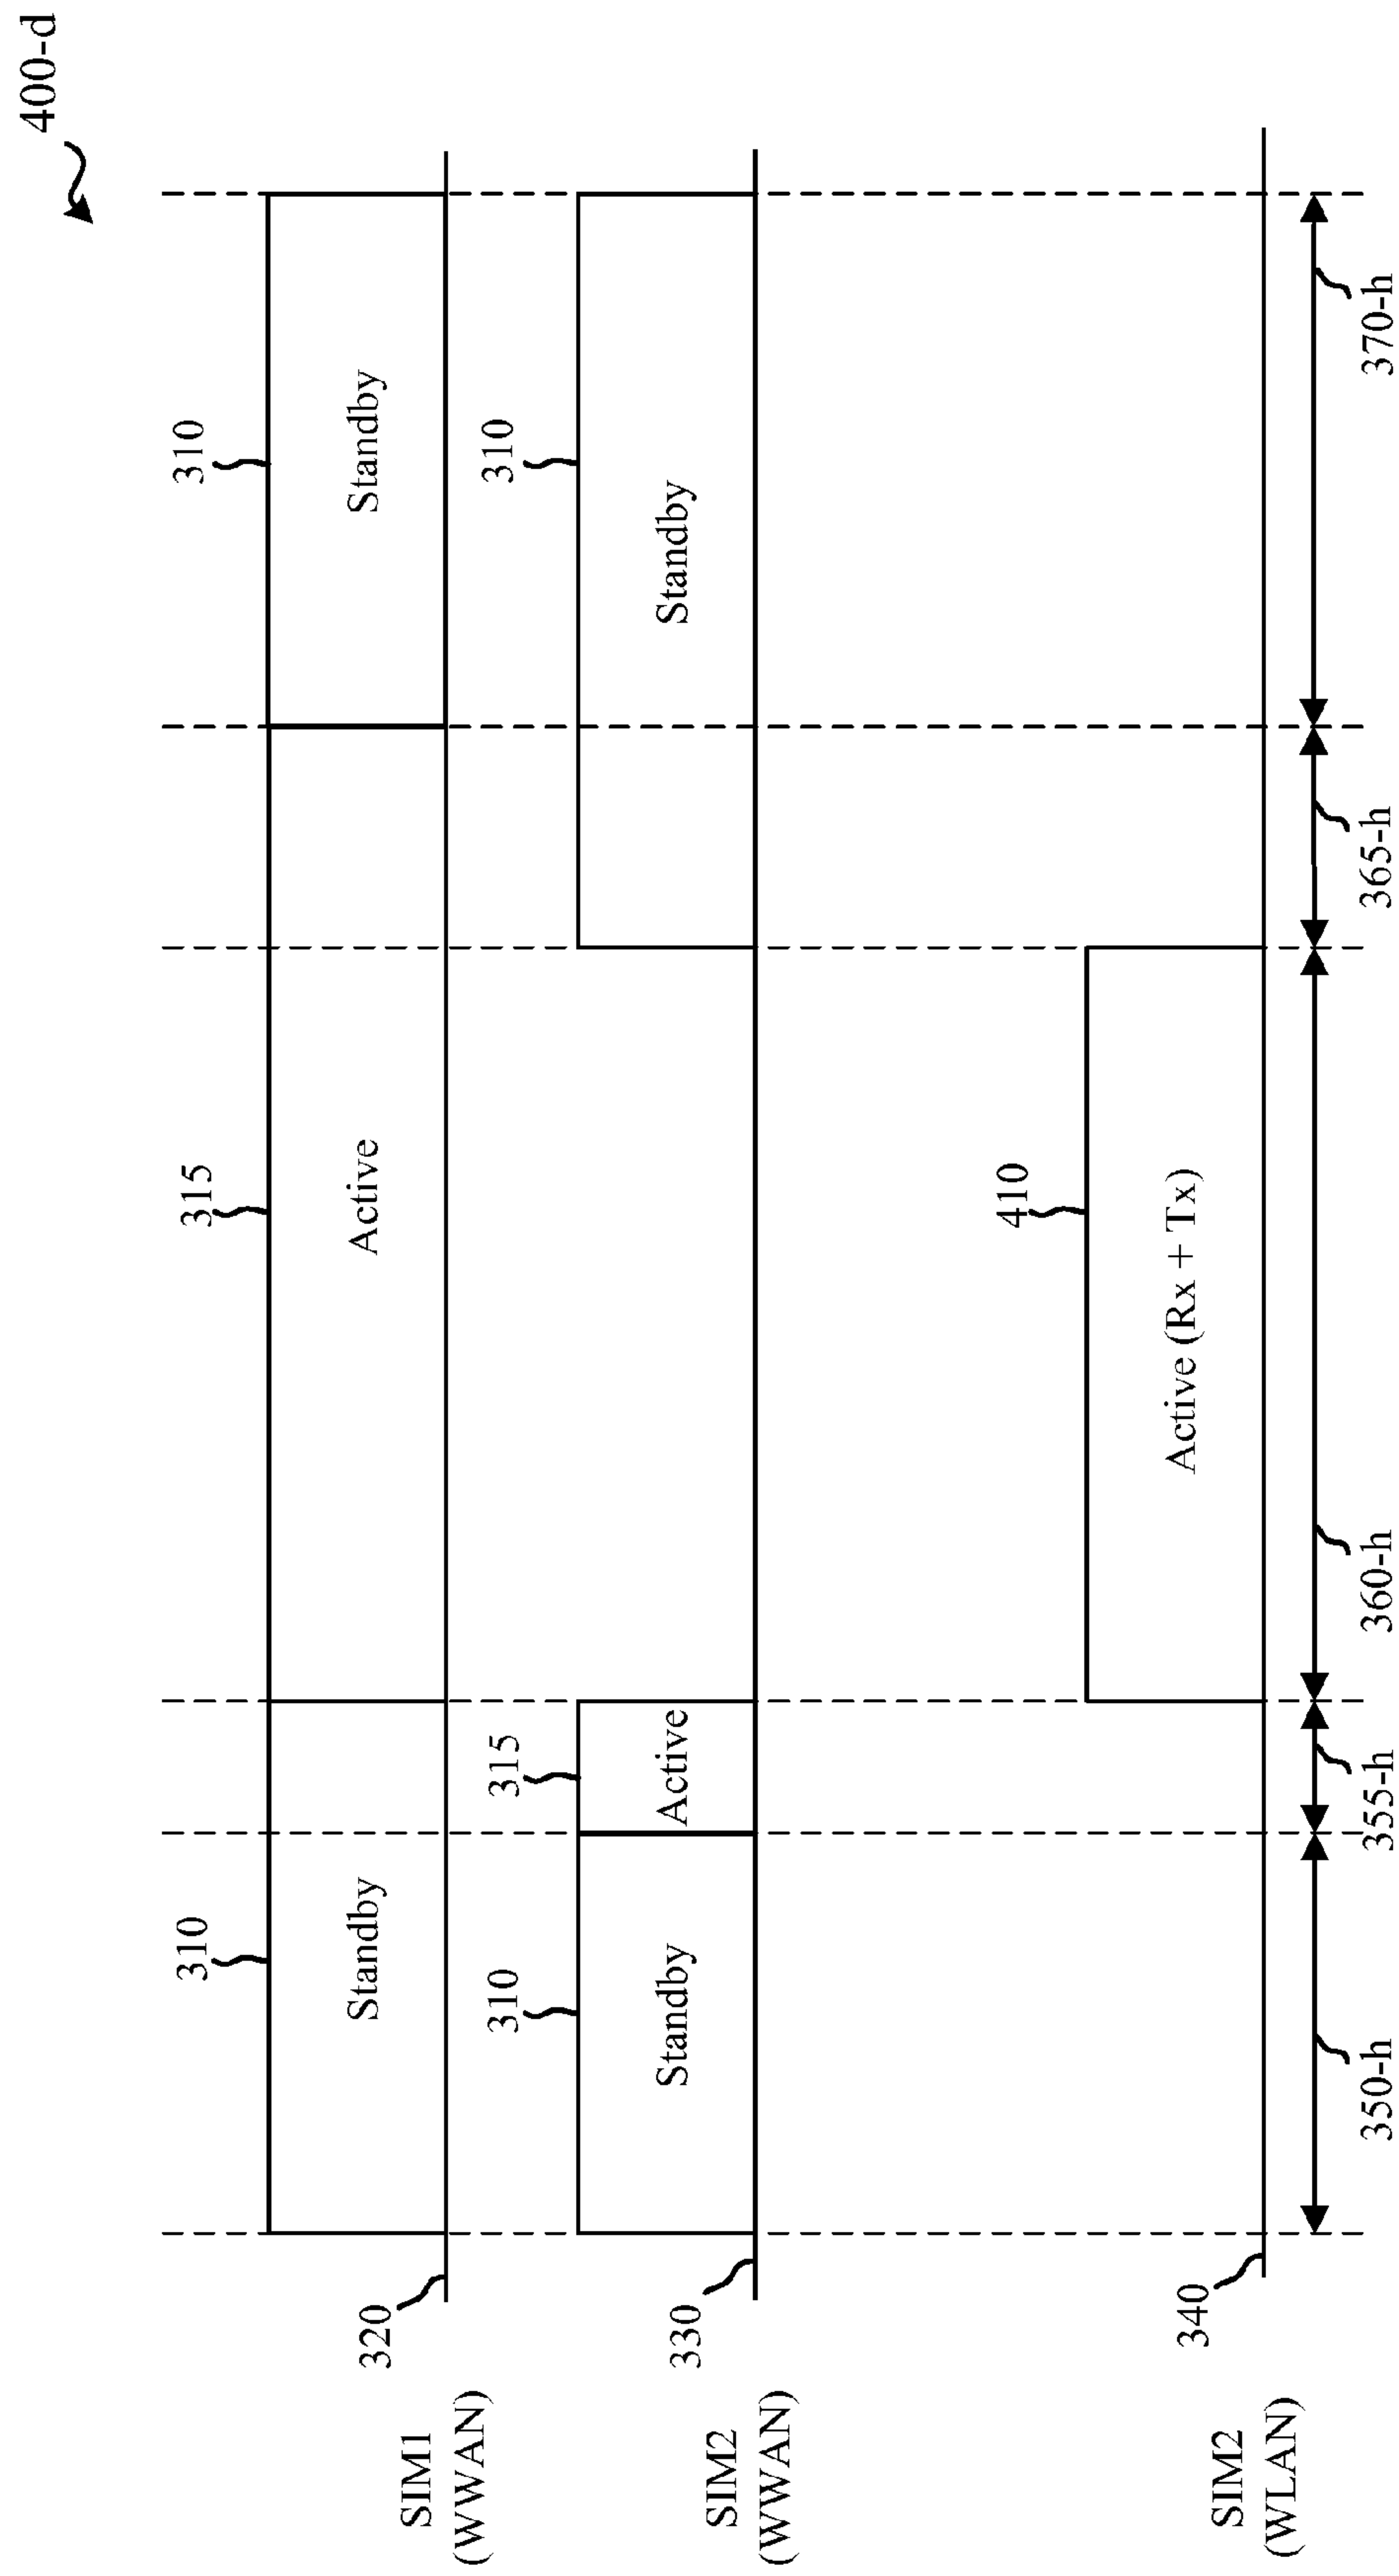 400-d
310
315
310
Standby
Active
Standby
320
SIM1
(WWAN)
310
315
310
Standby
Active
Standby
330
SIM2
(WWAN)
410
Active (Rx + Tx)
340
SIM2
(WLAN)
350-h
355-h
360-h
365-h
370-h